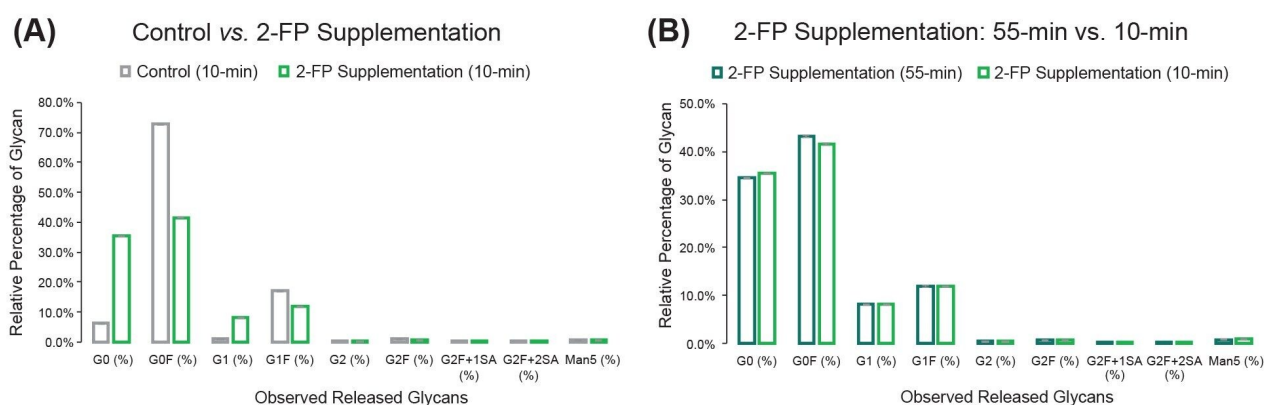 (A) Control vs. 2-FP Supplementation
Control (10-min) 2-FP Supplementation (10-min)
Relative Percentage of Glycan
80.0%
70.0%
60.0%
50.0%
40.0%
30.0%
20.0%
10.0%
0.0%
G0 (%) G0F (%) G1 (%) G1F (%) G2 (%) G2F (%) G2F+1SA G2F+2SA Man5 (%)
(%) (%)
Observed Released Glycans
(B) 2-FP Supplementation: 55-min vs. 10-min
2-FP Supplementation (55-min) 2-FP Supplementation (10-min)
Relative Percentage of Glycan
50.0%
40.0%
30.0%
20.0%
10.0%
0.0%
G0 (%) G0F (%) G1 (%) G1F (%) G2 (%) G2F (%) G2F+1SA G2F+2SA Man5 (%)
(%) (%)
Observed Released Glycans